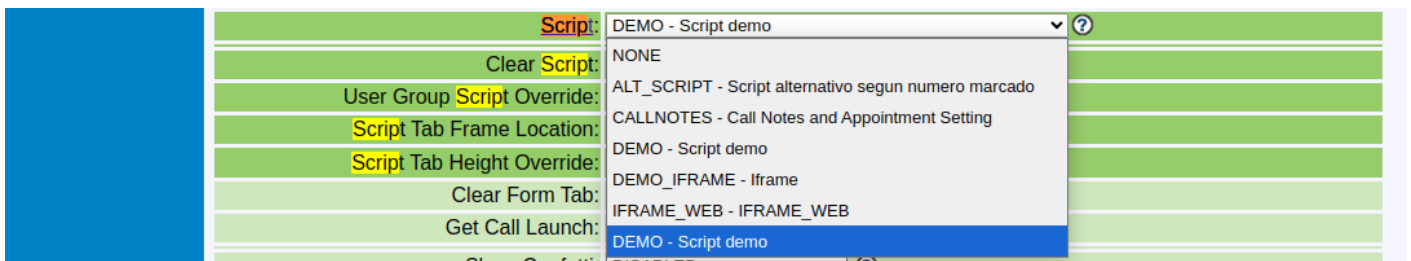 Script: DEMO - Script demo
NONE
Clear Script:
ALT_SCRIPT - Script alternativo segun numero marcado
User Group Script Override:
CALLNOTES - Call Notes and Appointment Setting
Script Tab Frame Location:
DEMO - Script demo
Script Tab Height Override:
DEMO_IFRAME - Iframe
Clear Form Tab:
IFRAME_WEB - IFRAME_WEB
Get Call Launch:
DEMO - Script demo